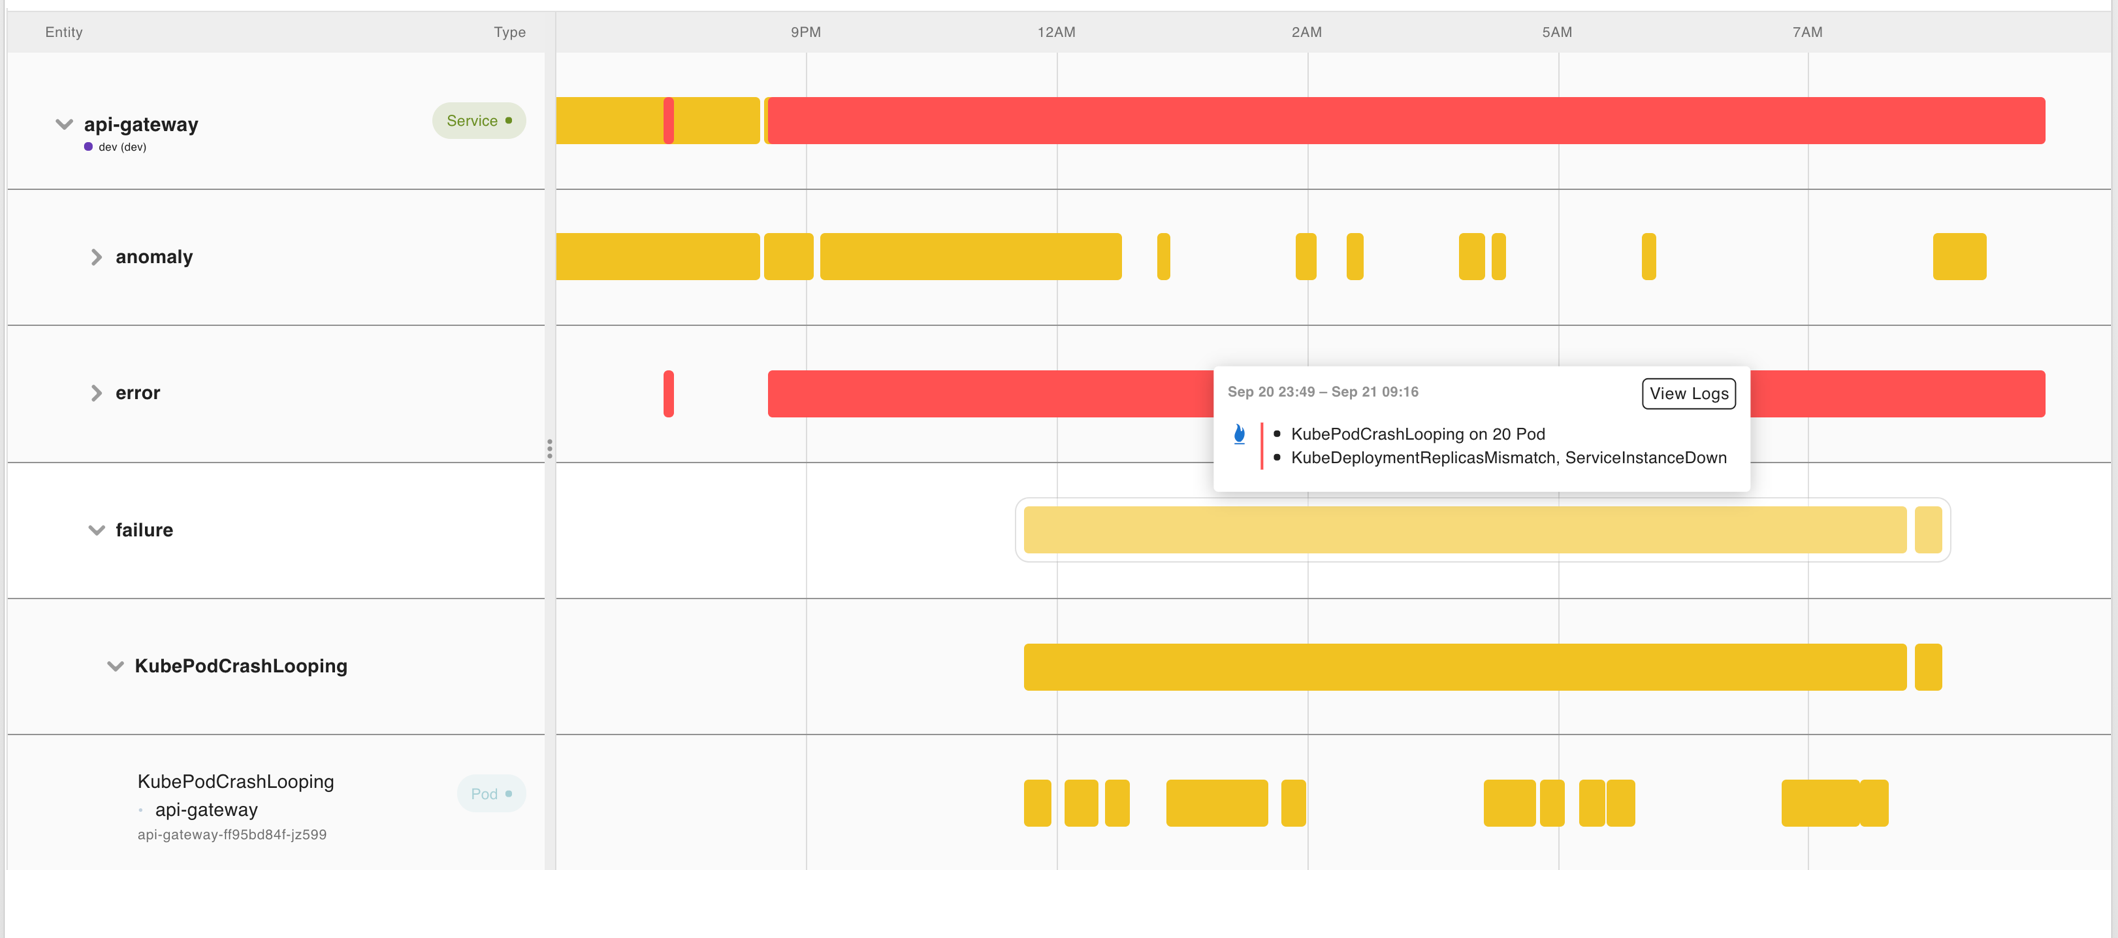 Entity Type 9PM 12AM 2AM 5AM 7AM
api-gateway Service
dev (dev)
anomaly
error
Sep 20 23:49 – Sep 21 09:16 View Logs
• KubePodCrashLooping on 20 Pod
• KubeDeploymentReplicasMismatch, ServiceInstanceDown
failure
KubePodCrashLooping
KubePodCrashLooping
api-gateway
api-gateway-ff95bd84f-jz599
Pod